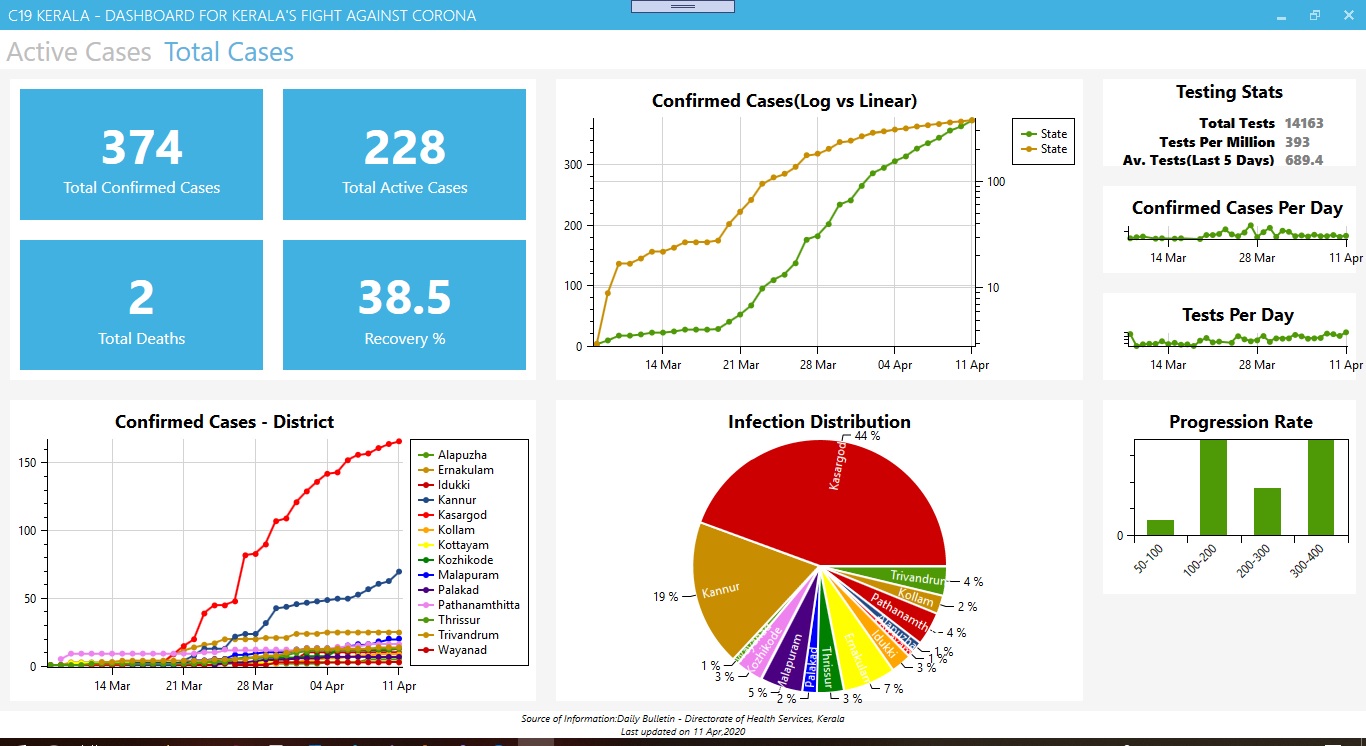 C19 KERALA - DASHBOARD FOR KERALA'S FIGHT AGAINST CORONA
Active Cases Total Cases
374
Total Confirmed Cases
228
Total Active Cases
2
Total Deaths
38.5
Recovery %
Confirmed Cases(Log vs Linear)
300
200
100
0
100
10
14 Mar 21 Mar 28 Mar 04 Apr 11 Apr
State
State
Testing Stats
Total Tests 14163
Tests Per Million 393
Av. Tests(Last 5 Days) 689.4
Confirmed Cases Per Day
14 Mar 28 Mar 11 Apr
Tests Per Day
14 Mar 28 Mar 11 Apr
Confirmed Cases - District
150
100
50
0
14 Mar 21 Mar 28 Mar 04 Apr 11 Apr
Alapuzha
Ernakulam
Idukki
Kannur
Kasargod
Kollam
Kottayam
Kozhikode
Malapuram
Palakad
Pathanamthitta
Thrissur
Trivandrum
Wayanad
Infection Distribution
44 %
Kasargod
Kannur
19 %
Trivandrum
4 %
Kollam
2 %
Pathanamth
4 %
1%
1%
Idukki
3 %
Ernakulam
7 %
Thrissur
3 %
Palakad
2 %
Malapuram
5 %
Kozhikode
3 %
1 %
Progression Rate
0
50-100
100-200
200-300
300-400
Source of Information:Daily Bulletin - Directorate of Health Services, Kerala
Last updated on 11 Apr,2020